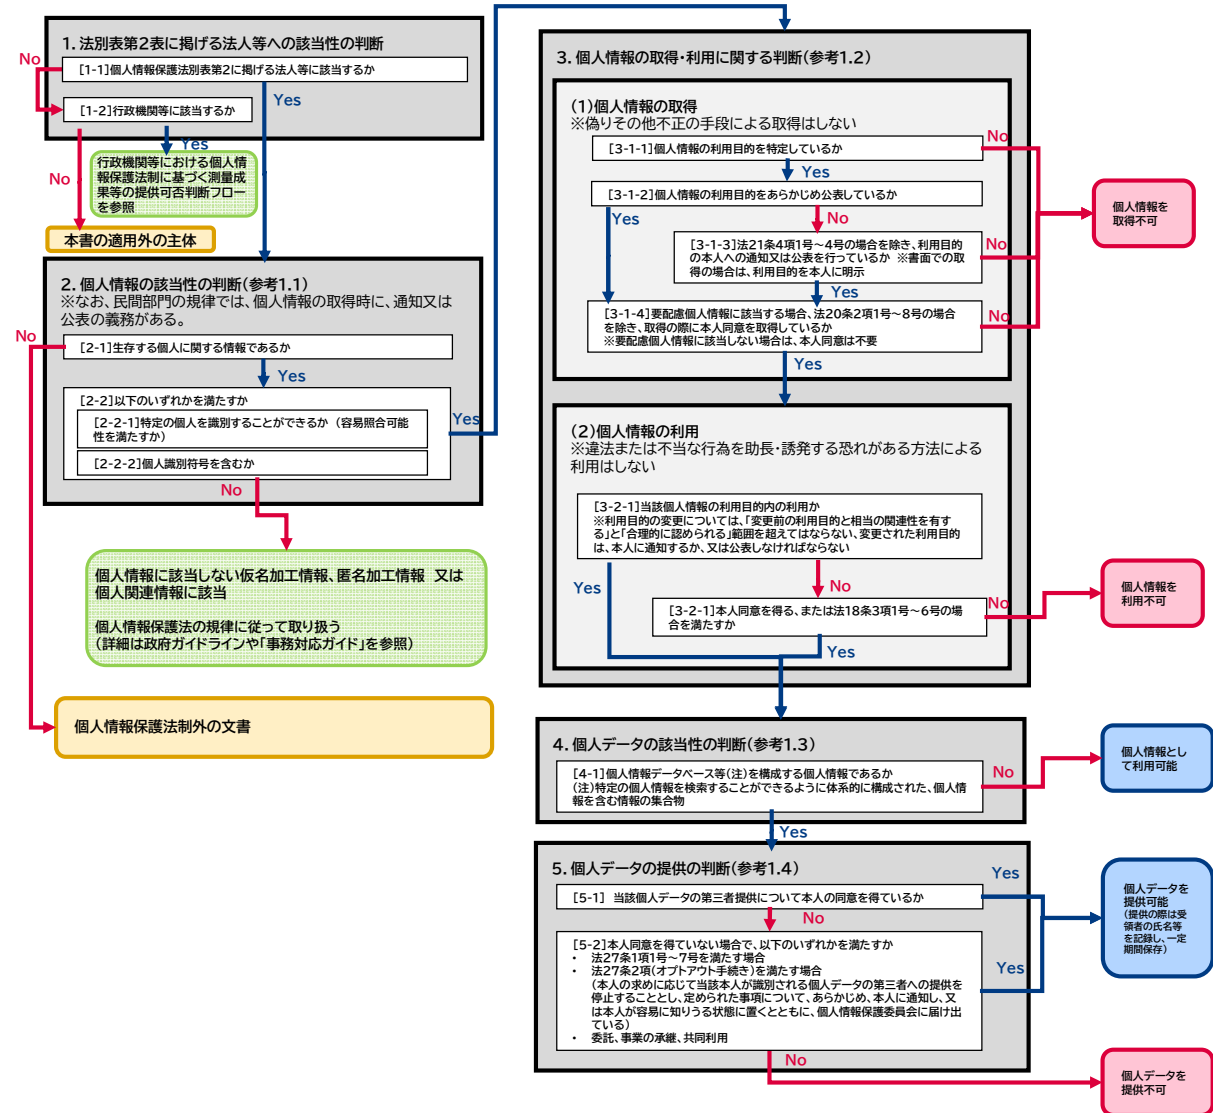 1. 法別表第2表に掲げる法人等への該当性の判断
No
[1-1]個人情報保護法別表第2に掲げる法人等に該当するか
Yes
[1-2]行政機関等に該当するか
Yes
No
行政機関等における個人情
報保護法制に基づく測量成
果等の提供可否判断フロー
を参照
本書の適用外の主体
2. 個人情報の該当性の判断(参考1.1)
※なお、民間部門の規律では、個人情報の取得時に、通知又は
公表の義務がある。
No
[2-1]生存する個人に関する情報であるか
Yes
[2-2]以下のいずれかを満たすか
[2-2-1]特定の個人を識別することができるか (容易照合可能
性を満たすか)
[2-2-2]個人識別符号を含むか
Yes
No
個人情報に該当しない仮名加工情報、匿名加工情報 又は
個人関連情報に該当
個人情報保護法の規律に従って取り扱う
(詳細は政府ガイドラインや「事務対応ガイド」を参照)
個人情報保護法制外の文書
3. 個人情報の取得・利用に関する判断(参考1.2)
(1)個人情報の取得
※偽りその他不正の手段による取得はしない
No
[3-1-1]個人情報の利用目的を特定しているか
Yes
[3-1-2]個人情報の利用目的をあらかじめ公表しているか
Yes
No
[3-1-3]法21条4項1号～4号の場合を除き、利用目的
の本人への通知又は公表を行っているか ※書面での取
得の場合は、利用目的を本人に明示
No
Yes
[3-1-4]要配慮個人情報に該当する場合、法20条2項1号～8号の場合
を除き、取得の際に本人同意を取得しているか
※要配慮個人情報に該当しない場合は、本人同意は不要
No
Yes
個人情報を
取得不可
(2)個人情報の利用
※違法または不当な行為を助長・誘発する恐れがある方法による
利用はしない
[3-2-1]当該個人情報の利用目的内の利用か
※利用目的の変更については、「変更前の利用目的と相当の関連性を有す
る」と「合理的に認められる」範囲を超えてはならない、変更された利用目的
は、本人に通知するか、又は公表しなければならない
Yes
No
[3-2-1]本人同意を得る、または法18条3項1号～6号の場
合を満たすか
No
Yes
個人情報を
利用不可
4. 個人データの該当性の判断(参考1.3)
[4-1]個人情報データベース等(注)を構成する個人情報であるか
(注)特定の個人情報を検索することができるように体系的に構成された、個人情
報を含む情報の集合物
No
Yes
個人情報とし
て利用可能
5. 個人データの提供の判断(参考1.4)
Yes
[5-1] 当該個人データの第三者提供について本人の同意を得ているか
No
[5-2]本人同意を得ていない場合で、以下のいずれかを満たすか
・ 法27条1項1号～7号を満たす場合
・ 法27条2項(オプトアウト手続き)を満たす場合
(本人の求めに応じて当該本人が識別される個人データの第三者への提供を
停止することとし、定められた事項について、あらかじめ、本人に通知し、又
は本人が容易に知りうる状態に置くとともに、個人情報保護委員会に届け出
ている)
・ 委託、事業の承継、共同利用
Yes
No
個人データを
提供可能
(提供の際は受
領者の氏名等
を記録し、一定
期間保存)
個人データを
提供不可